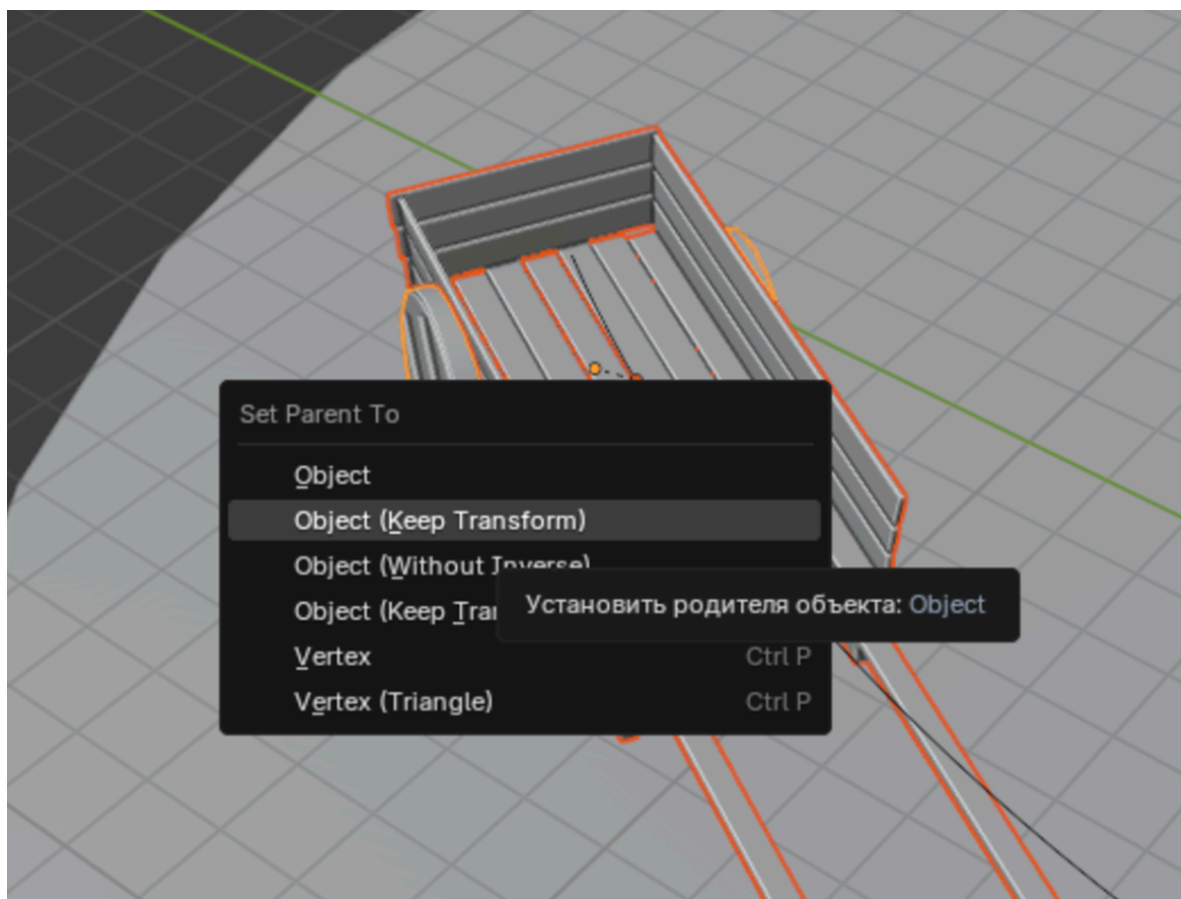 Set Parent To
Object
Object (Keep Transform)
Object (Without Inverse)
Object (Keep
Установить родителя объекта: Object
Vertex Ctrl P
Vertex (Triangle) Ctrl P